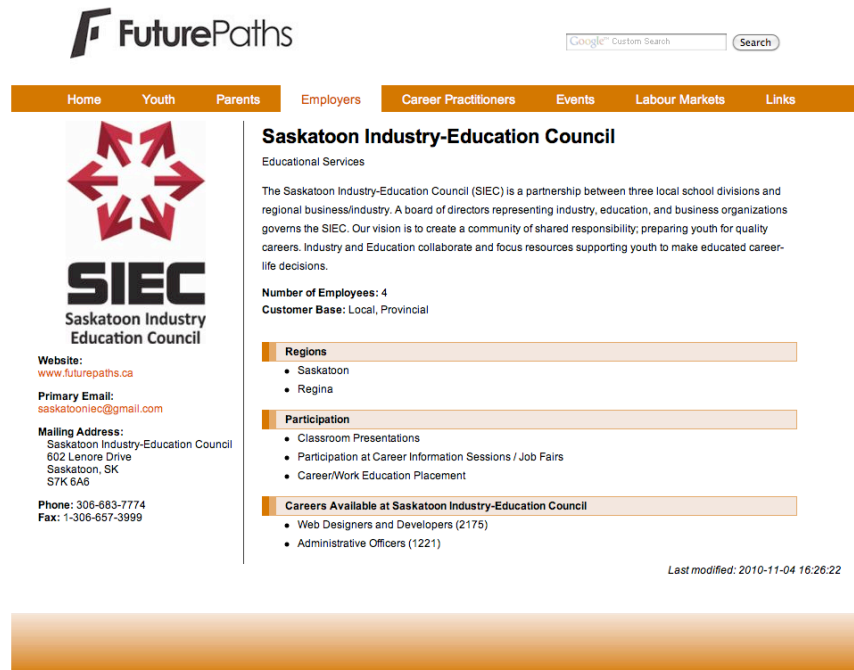 FuturePaths
Google™ Custom Search
Search
Home Youth Parents Employers Career Practitioners Events Labour Markets Links
SIEC
Saskatoon Industry
Education Council
Website:
www.futurepaths.ca
Primary Email:
saskatooniec@gmail.com
Mailing Address:
Saskatoon Industry-Education Council
602 Lenore Drive
Saskatoon, SK
S7K 6A6
Phone: 306-683-7774
Fax: 1-306-657-3999
Saskatoon Industry-Education Council
Educational Services
The Saskatoon Industry-Education Council (SIEC) is a partnership between three local school divisions and
regional business/industry. A board of directors representing industry, education, and business organizations
governs the SIEC. Our vision is to create a community of shared responsibility; preparing youth for quality
careers. Industry and Education collaborate and focus resources supporting youth to make educated career-
life decisions.
Number of Employees: 4
Customer Base: Local, Provincial
Regions
• Saskatoon
• Regina
Participation
• Classroom Presentations
• Participation at Career Information Sessions / Job Fairs
• Career/Work Education Placement
Careers Available at Saskatoon Industry-Education Council
• Web Designers and Developers (2175)
• Administrative Officers (1221)
Last modified: 2010-11-04 16:26:22